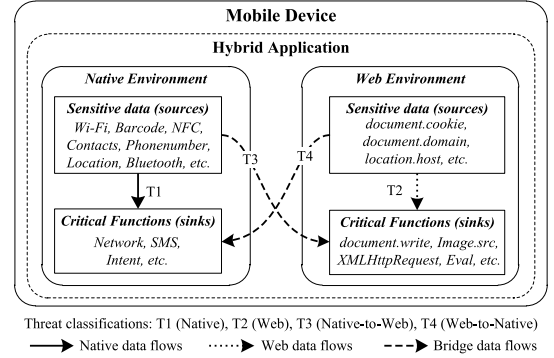 Mobile Device
Hybrid Application
Native Environment
Sensitive data (sources)
Wi-Fi, Barcode, NFC,
Contacts, Phonenumber,
Location, Bluetooth, etc.
T1
Critical Functions (sinks)
Network, SMS,
Intent, etc.
T3
T4
Web Environment
Sensitive data (sources)
document.cookie,
document.domain,
location.host, etc.
T2
Critical Functions (sinks)
document.write, Image.src,
XMLHttpRequest, Eval, etc.
Threat classifications: T1 (Native), T2 (Web), T3 (Native-to-Web), T4 (Web-to-Native)
Native data flows
Web data flows
Bridge data flows